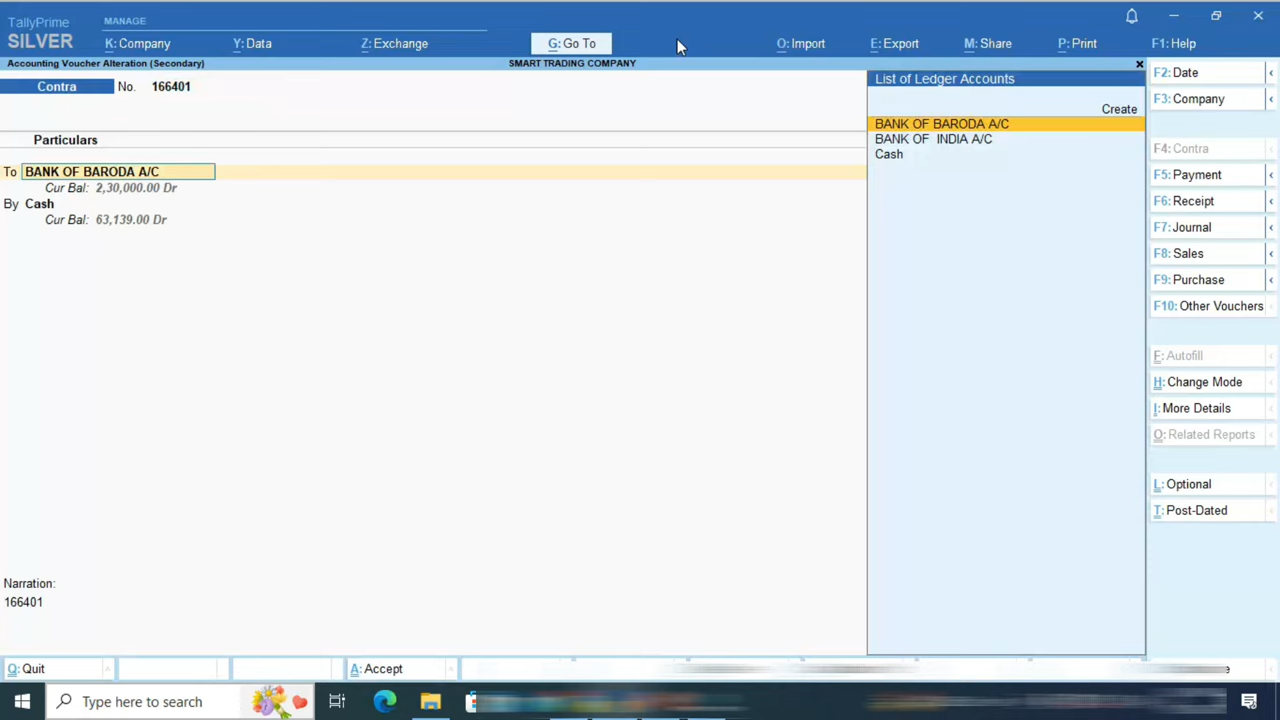 TallyPrime
SILVER
MANAGE
K: Company
Y: Data
Z: Exchange
G: Go To
O: Import
E: Export
M: Share
P: Print
F1: Help
Accounting Voucher Alteration (Secondary)
SMART TRADING COMPANY
Contra No. 166401
Particulars
To BANK OF BARODA A/C
Cur Bal: 2,30,000.00 Dr
By Cash
Cur Bal: 63,139.00 Dr
Narration:
166401
List of Ledger Accounts
Create
BANK OF BARODA A/C
BANK OF INDIA A/C
Cash
F2: Date
F3: Company
F4: Contra
F5: Payment
F6: Receipt
F7: Journal
F8: Sales
F9: Purchase
F10: Other Vouchers
F: Autofill
H: Change Mode
I: More Details
O: Related Reports
L: Optional
T: Post-Dated
Q: Quit
A: Accept
Type here to search